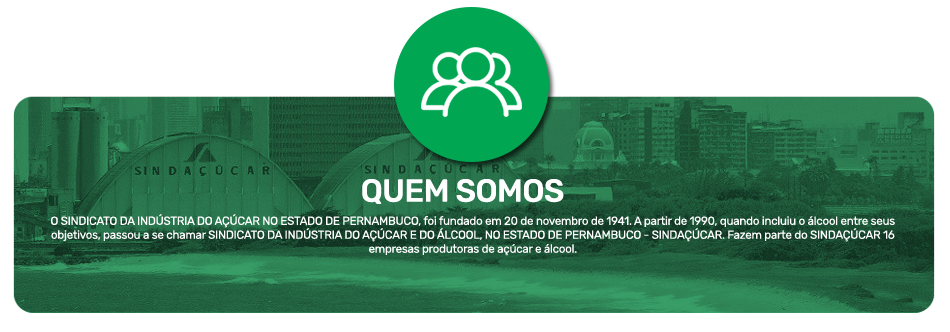 SINDAÇÚCAR
SINDAÇÚCAR
QUEM SOMOS
O SINDICATO DA INDÚSTRIA DO AÇÚCAR NO ESTADO DE PERNAMBUCO, foi fundado em 20 de novembro de 1941. A partir de 1990, quando incluiu o álcool entre seus
objetivos, passou a se chamar SINDICATO DA INDÚSTRIA DO AÇÚCAR E DO ÁLCOOL, NO ESTADO DE PERNAMBUCO - SINDAÇÚCAR. Fazem parte do SINDAÇÚCAR 16
empresas produtoras de açúcar e álcool.